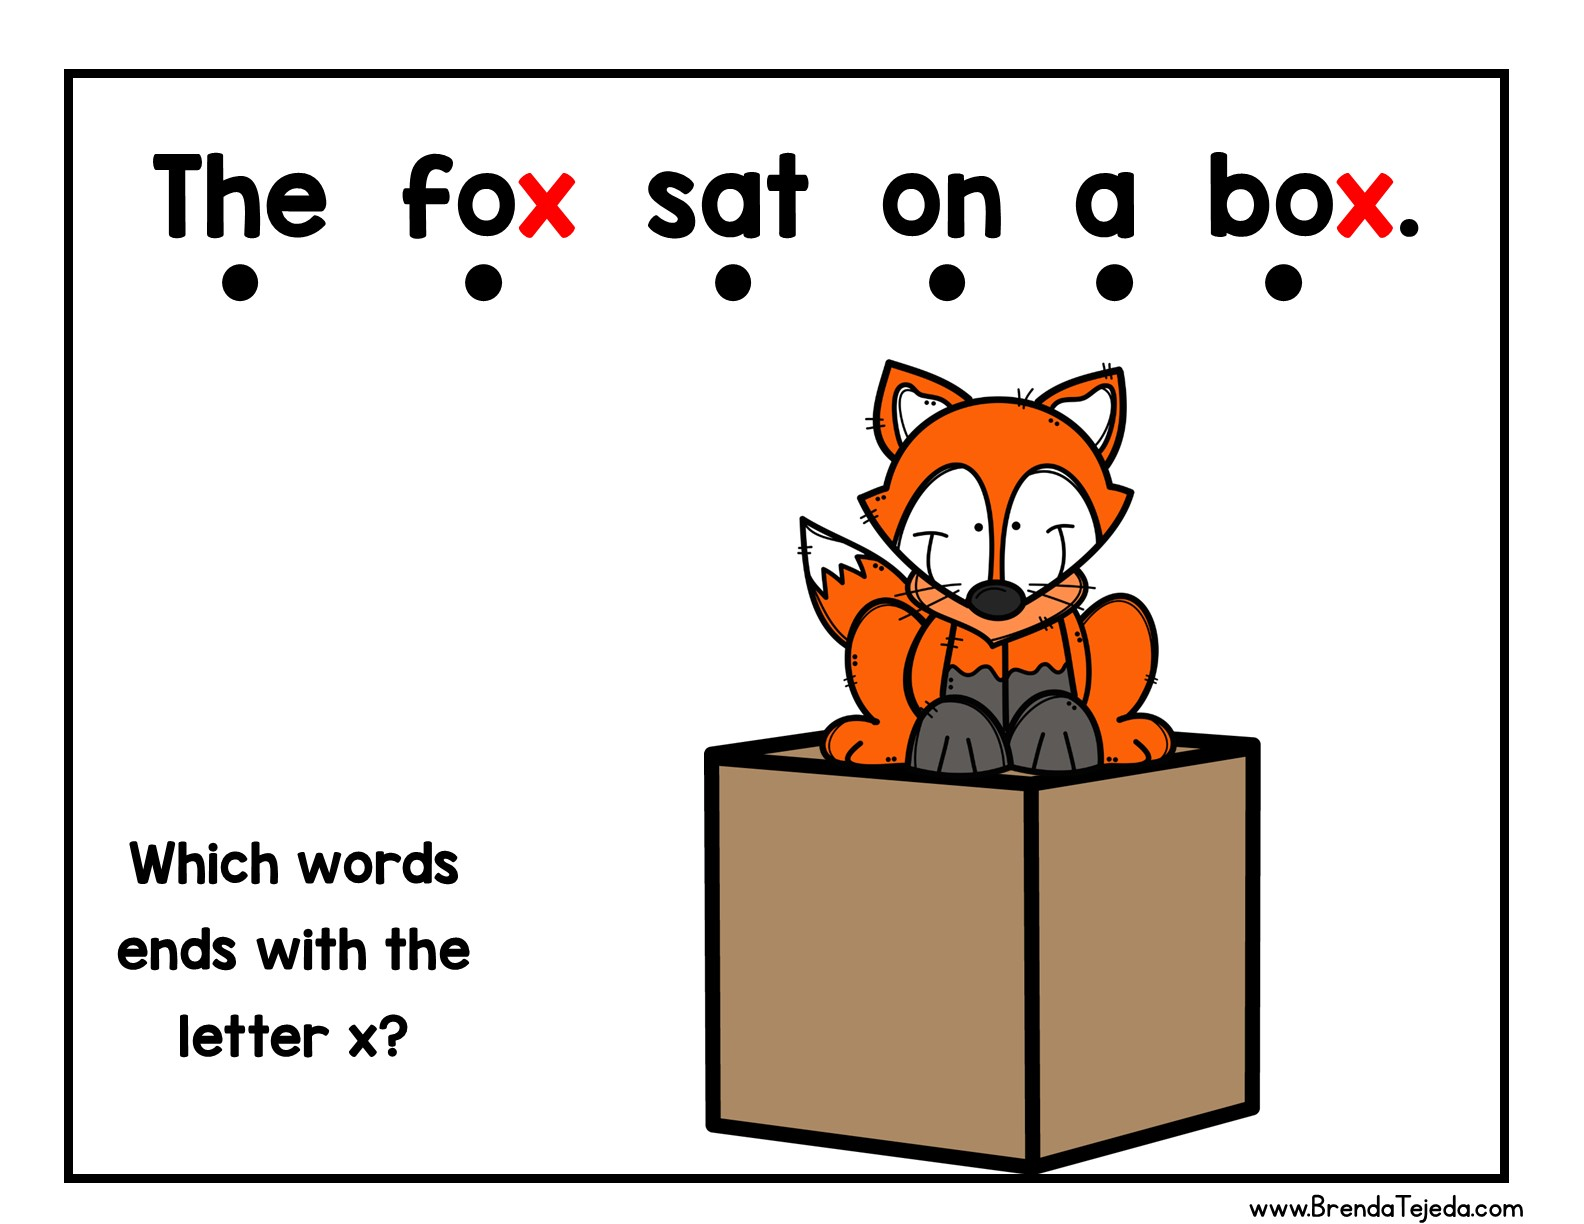 The fox sat on a box.
Which words
ends with the
letter x?
www.BrendaTejeda.com